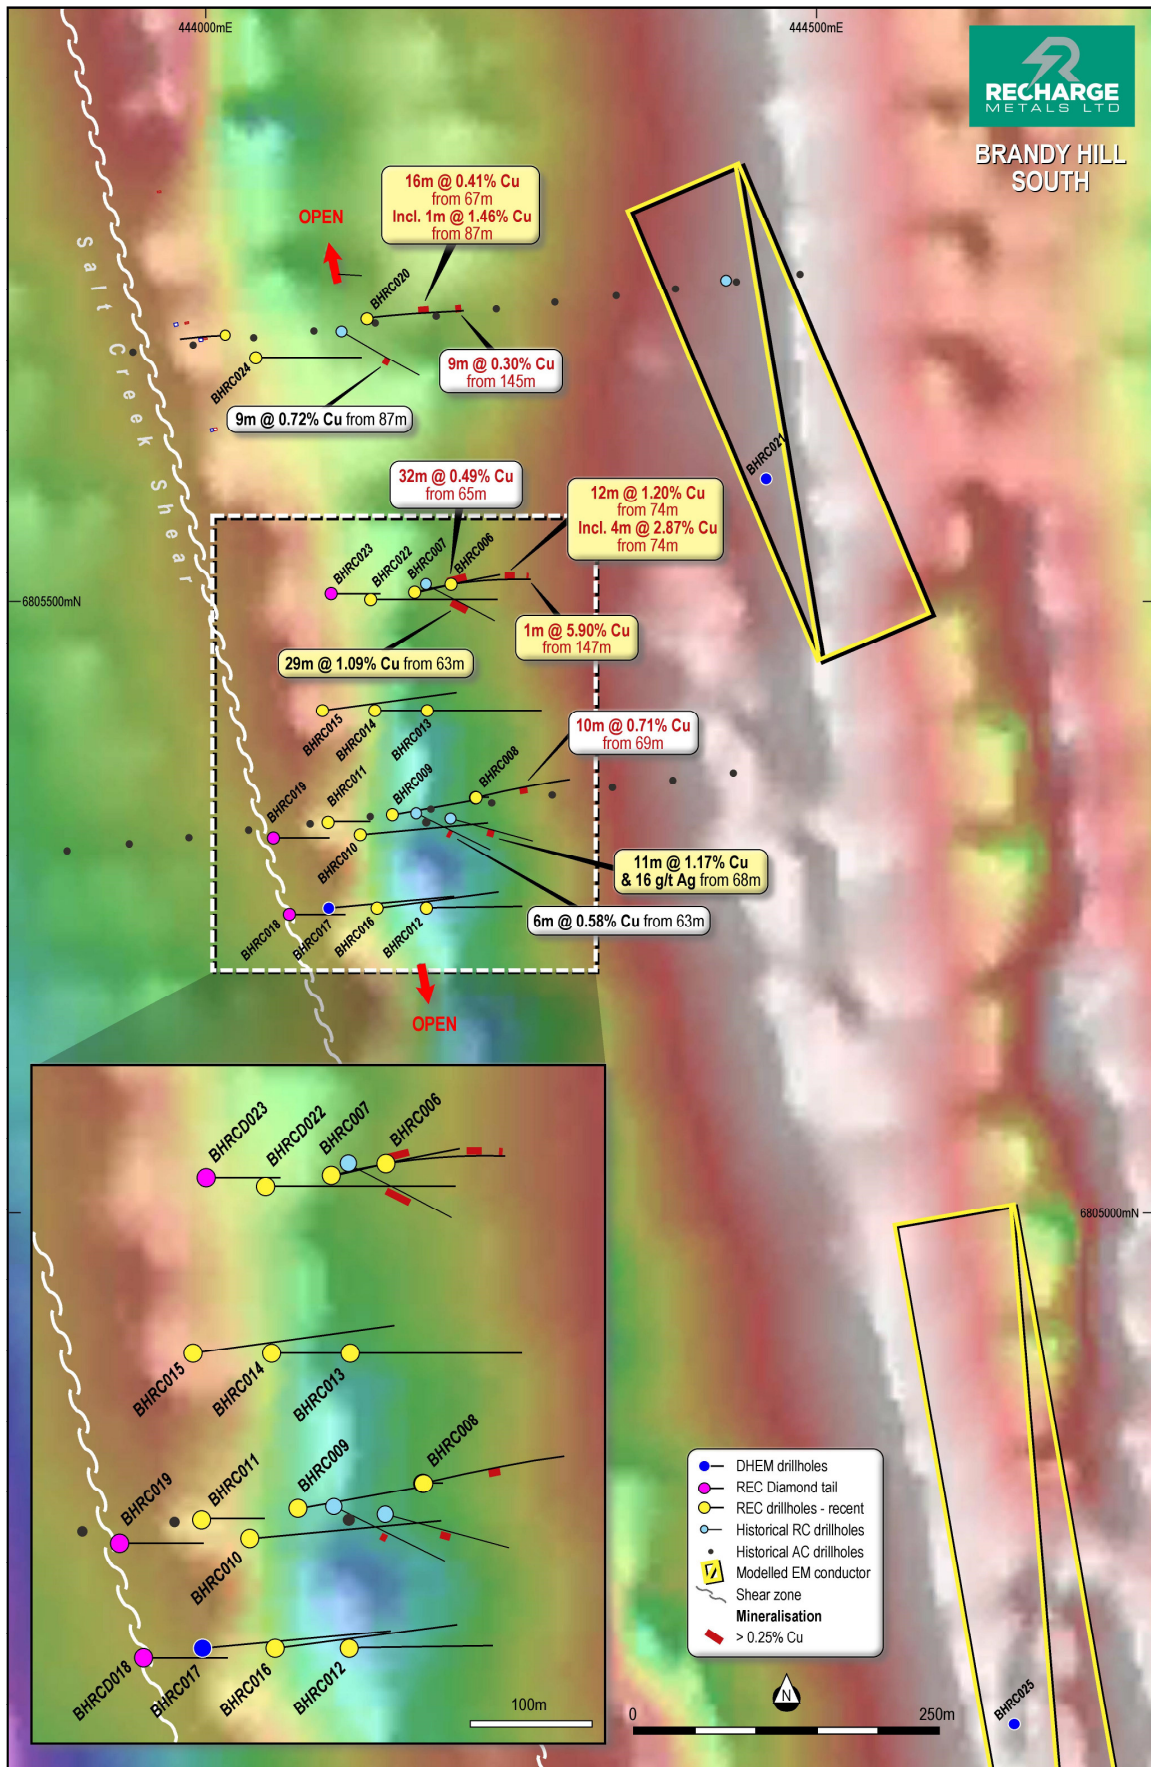 444000mE
444500mE
RECHARGE
METALS LTD
BRANDY HILL
SOUTH
16m @ 0.41% Cu
from 67m
Incl. 1m @ 1.46% Cu
from 87m
OPEN
BHRC020
Salt Creek Shear
BHRC024
9m @ 0.30% Cu
from 145m
9m @ 0.72% Cu from 87m
BHRC021
32m @ 0.49% Cu
from 65m
12m @ 1.20% Cu
from 74m
Incl. 4m @ 2.87% Cu
from 74m
BHRC023
BHRC022
BHRC007
BHRC006
6805500mN
1m @ 5.90% Cu
from 147m
29m @ 1.09% Cu from 63m
BHRC015
BHRC014
BHRC013
10m @ 0.71% Cu
from 69m
BHRC019
BHRC011
BHRC009
BHRC008
BHRC010
11m @ 1.17% Cu
& 16 g/t Ag from 68m
6m @ 0.58% Cu from 63m
BHRC018
BHRC017
BHRC016
BHRC012
OPEN
BHRCD023
BHRCD022
BHRC007
BHRC006
6805000mN
BHRC015
BHRC014
BHRC013
BHRC019
BHRC011
BHRC009
BHRC008
BHRC010
BHRCD018
BHRC017
BHRC016
BHRC012
100m
DHEM drillholes
REC Diamond tail
REC drillholes - recent
Historical RC drillholes
Historical AC drillholes
Modelled EM conductor
Shear zone
Mineralisation
> 0.25% Cu
N
0
250m
BHRC025